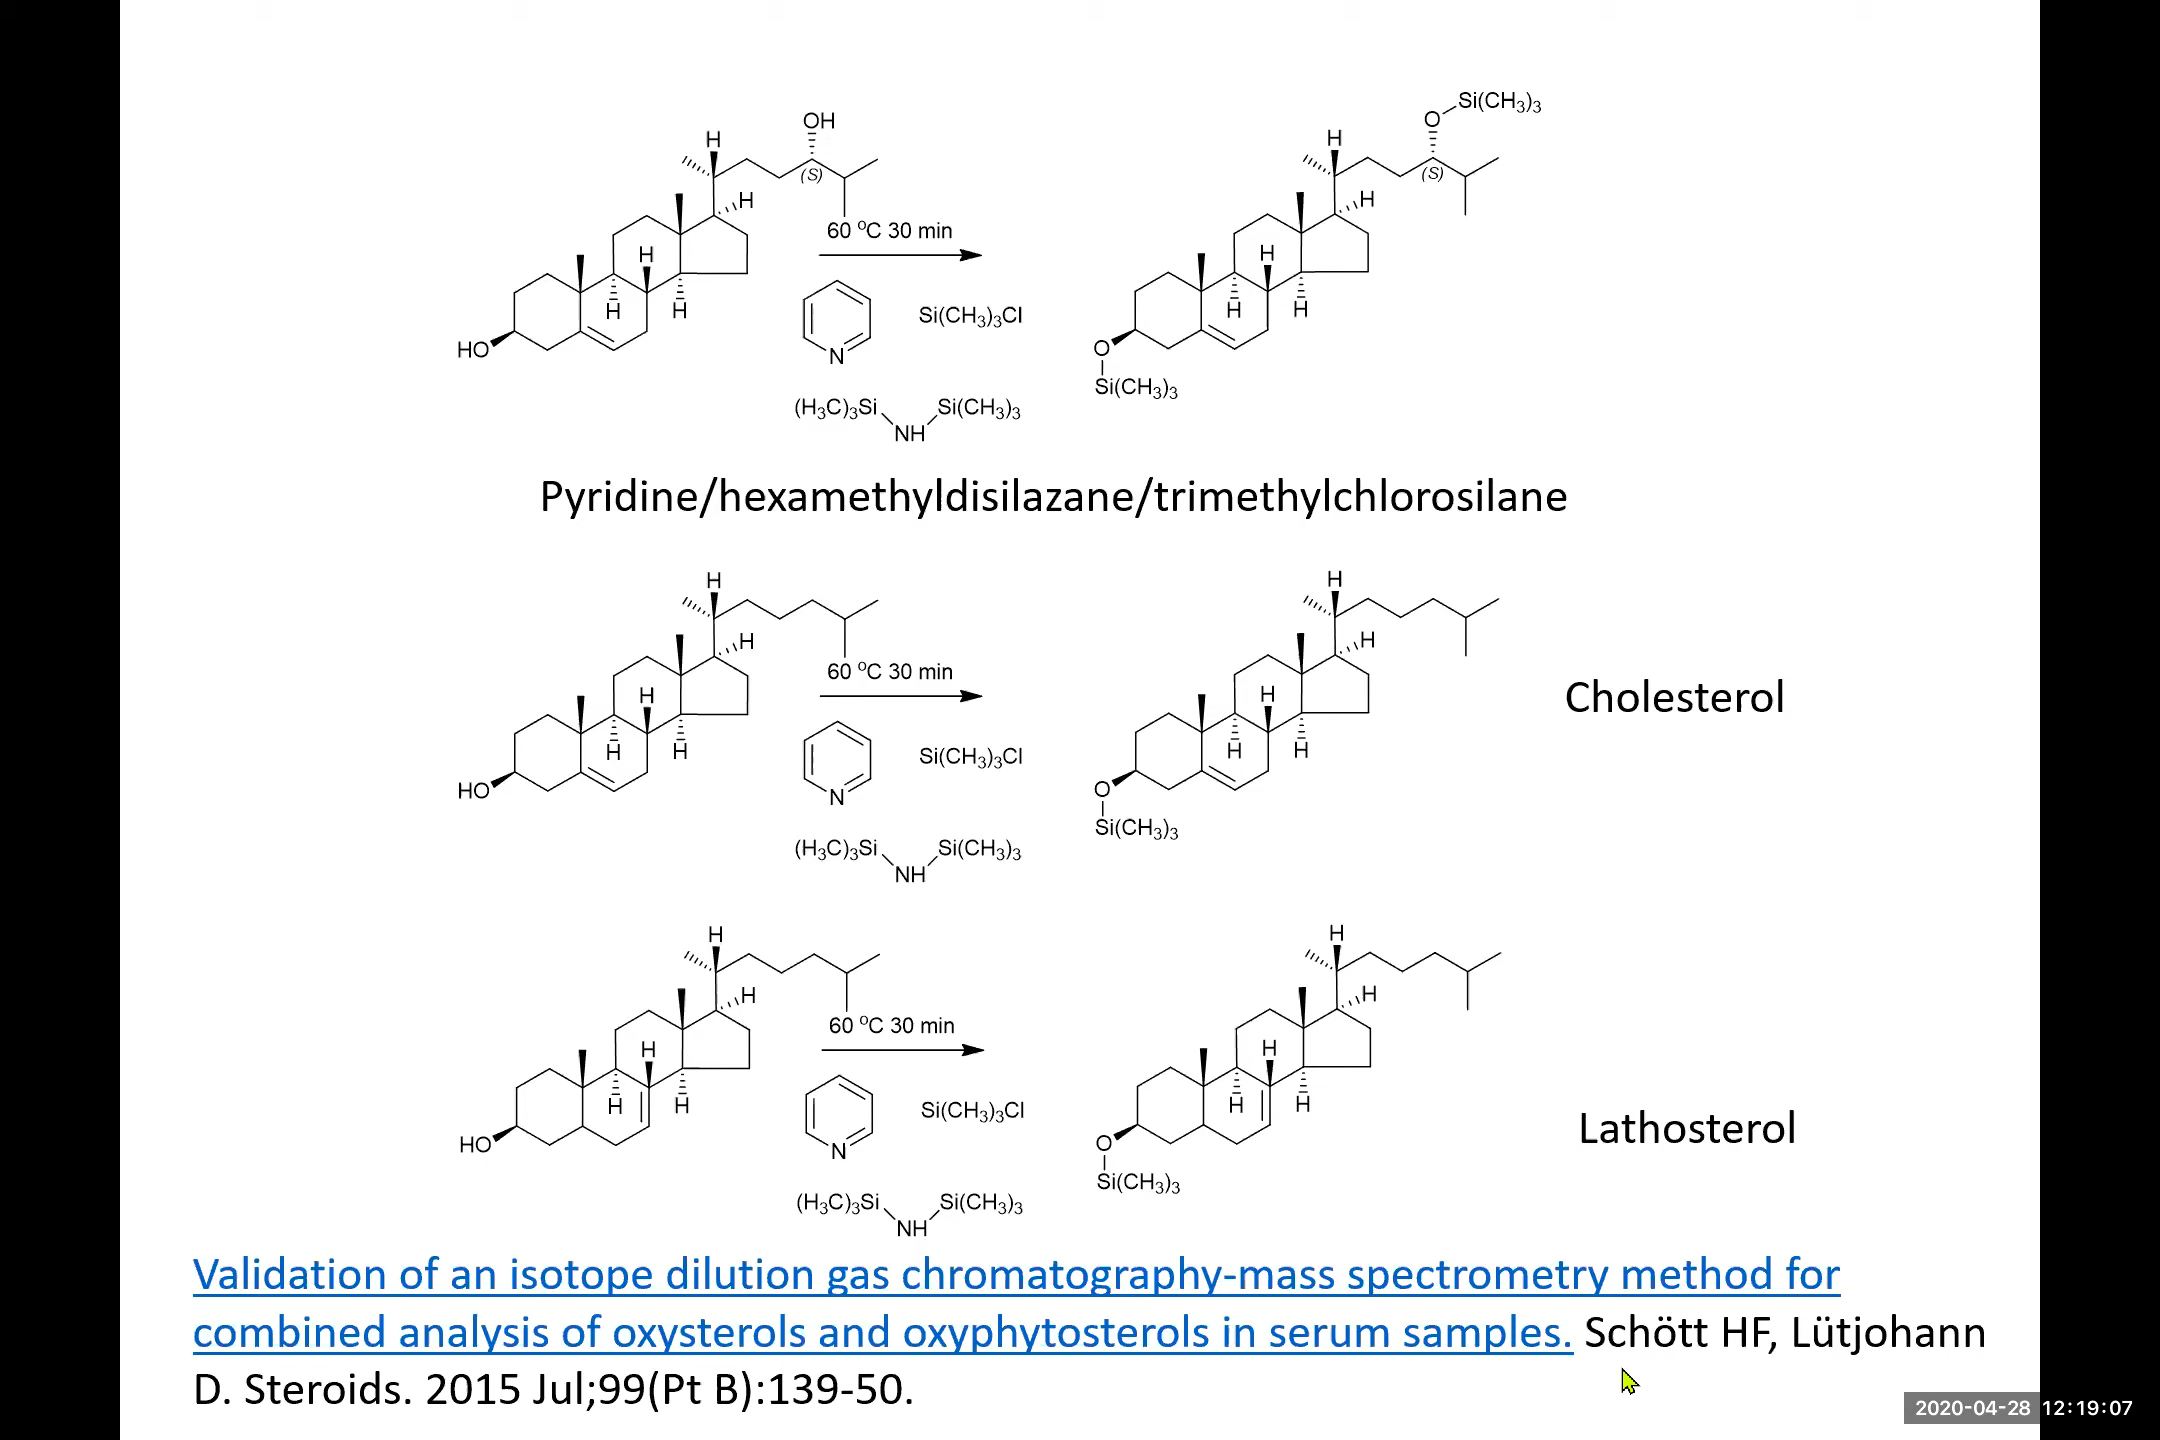 OH
H
(S)
H
H
H
H
HO
60 ºC 30 min
N
Si(CH₃)₃Cl
(H₃C)₃Si
Si(CH₃)₃
NH
O
Si(CH₃)₃
H
(S)
H
H
H
H
O
Si(CH₃)₃
Pyridine/hexamethyldisilazane/trimethylchlorosilane
H
H
H
H
H
HO
60 ºC 30 min
N
Si(CH₃)₃Cl
(H₃C)₃Si
Si(CH₃)₃
NH
H
H
H
H
H
O
Si(CH₃)₃
Cholesterol
H
H
H
H
H
HO
60 ºC 30 min
N
Si(CH₃)₃Cl
(H₃C)₃Si
Si(CH₃)₃
NH
H
H
H
H
H
O
Si(CH₃)₃
Lathosterol
Validation of an isotope dilution gas chromatography-mass spectrometry method for
combined analysis of oxysterols and oxyphytosterols in serum samples. Schött HF, Lütjohann
D. Steroids. 2015 Jul;99(Pt B):139-50.
2020-04-28 12:19:07